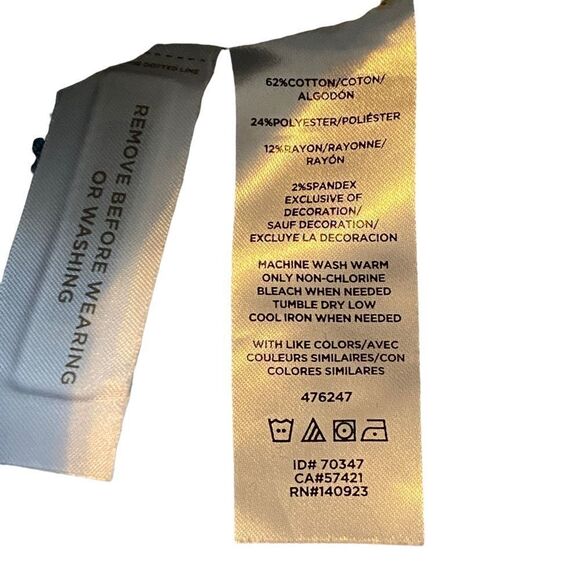 DOTTED LINE
REMOVE BEFORE WEARING
OR WASHING
62%COTTON/COTON/
ALGODÓN
24%POLYESTER/POLIÉSTER
12%RAYON/RAYONNE/
RAYÓN
2%SPANDEX
EXCLUSIVE OF
DECORATION/
SAUF DECORATION/
EXCLUYE LA DECORACION
MACHINE WASH WARM
ONLY NON-CHLORINE
BLEACH WHEN NEEDED
TUMBLE DRY LOW
COOL IRON WHEN NEEDED
WITH LIKE COLORS/AVEC
COULEURS SIMILAIRES/CON
COLORES SIMILARES
476247
ID# 70347
CA#57421
RN#140923